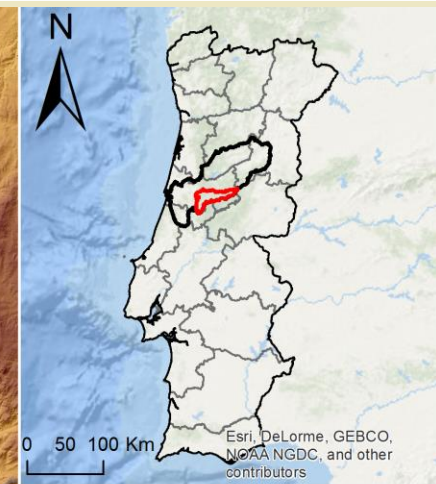 N
0 50 100 Km
Esri, DeLorme, GEBCO,
NOAA NGDC, and other
contributors